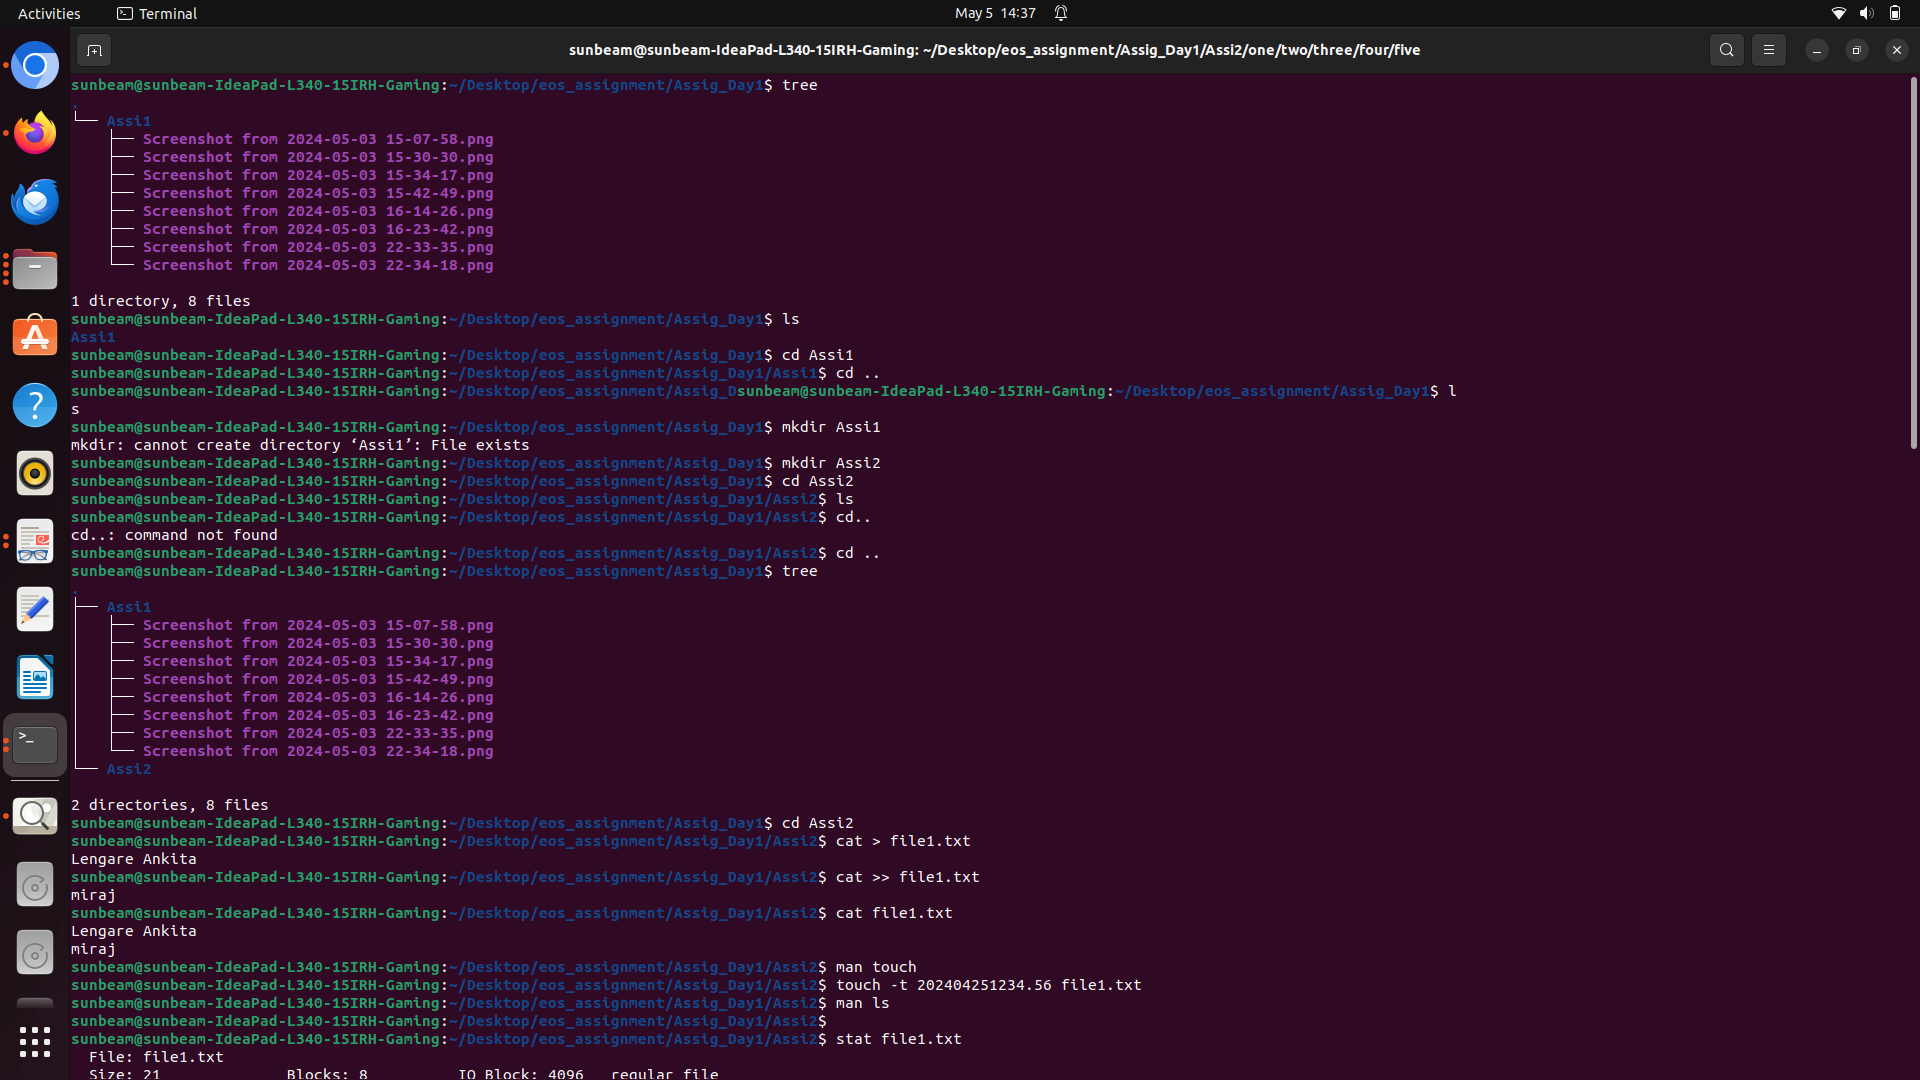 Activities
Terminal
May 5 14:37
sunbeam@sunbeam-IdeaPad-L340-15IRH-Gaming: ~/Desktop/eos_assignment/Assig_Day1/Assi2/one/two/three/four/five
sunbeam@sunbeam-IdeaPad-L340-15IRH-Gaming:~/Desktop/eos_assignment/Assig_Day1$ tree
.
└── Assi1
    ├── Screenshot from 2024-05-03 15-07-58.png
    ├── Screenshot from 2024-05-03 15-30-30.png
    ├── Screenshot from 2024-05-03 15-34-17.png
    ├── Screenshot from 2024-05-03 15-42-49.png
    ├── Screenshot from 2024-05-03 16-14-26.png
    ├── Screenshot from 2024-05-03 16-23-42.png
    ├── Screenshot from 2024-05-03 22-33-35.png
    └── Screenshot from 2024-05-03 22-34-18.png
1 directory, 8 files
sunbeam@sunbeam-IdeaPad-L340-15IRH-Gaming:~/Desktop/eos_assignment/Assig_Day1$ ls
Assi1
sunbeam@sunbeam-IdeaPad-L340-15IRH-Gaming:~/Desktop/eos_assignment/Assig_Day1$ cd Assi1
sunbeam@sunbeam-IdeaPad-L340-15IRH-Gaming:~/Desktop/eos_assignment/Assig_Day1/Assi1$ cd ..
sunbeam@sunbeam-IdeaPad-L340-15IRH-Gaming:~/Desktop/eos_assignment/Assig_Dsunbeam@sunbeam-IdeaPad-L340-15IRH-Gaming:~/Desktop/eos_assignment/Assig_Day1$ l
s
sunbeam@sunbeam-IdeaPad-L340-15IRH-Gaming:~/Desktop/eos_assignment/Assig_Day1$ mkdir Assi1
mkdir: cannot create directory ‘Assi1’: File exists
sunbeam@sunbeam-IdeaPad-L340-15IRH-Gaming:~/Desktop/eos_assignment/Assig_Day1$ mkdir Assi2
sunbeam@sunbeam-IdeaPad-L340-15IRH-Gaming:~/Desktop/eos_assignment/Assig_Day1$ cd Assi2
sunbeam@sunbeam-IdeaPad-L340-15IRH-Gaming:~/Desktop/eos_assignment/Assig_Day1/Assi2$ ls
sunbeam@sunbeam-IdeaPad-L340-15IRH-Gaming:~/Desktop/eos_assignment/Assig_Day1/Assi2$ cd..
cd..: command not found
sunbeam@sunbeam-IdeaPad-L340-15IRH-Gaming:~/Desktop/eos_assignment/Assig_Day1/Assi2$ cd ..
sunbeam@sunbeam-IdeaPad-L340-15IRH-Gaming:~/Desktop/eos_assignment/Assig_Day1$ tree
.
├── Assi1
│   ├── Screenshot from 2024-05-03 15-07-58.png
│   ├── Screenshot from 2024-05-03 15-30-30.png
│   ├── Screenshot from 2024-05-03 15-34-17.png
│   ├── Screenshot from 2024-05-03 15-42-49.png
│   ├── Screenshot from 2024-05-03 16-14-26.png
│   ├── Screenshot from 2024-05-03 16-23-42.png
│   ├── Screenshot from 2024-05-03 22-33-35.png
│   └── Screenshot from 2024-05-03 22-34-18.png
└── Assi2
2 directories, 8 files
sunbeam@sunbeam-IdeaPad-L340-15IRH-Gaming:~/Desktop/eos_assignment/Assig_Day1$ cd Assi2
sunbeam@sunbeam-IdeaPad-L340-15IRH-Gaming:~/Desktop/eos_assignment/Assig_Day1/Assi2$ cat > file1.txt
Lengare Ankita
sunbeam@sunbeam-IdeaPad-L340-15IRH-Gaming:~/Desktop/eos_assignment/Assig_Day1/Assi2$ cat >> file1.txt
miraj
sunbeam@sunbeam-IdeaPad-L340-15IRH-Gaming:~/Desktop/eos_assignment/Assig_Day1/Assi2$ cat file1.txt
Lengare Ankita
miraj
sunbeam@sunbeam-IdeaPad-L340-15IRH-Gaming:~/Desktop/eos_assignment/Assig_Day1/Assi2$ man touch
sunbeam@sunbeam-IdeaPad-L340-15IRH-Gaming:~/Desktop/eos_assignment/Assig_Day1/Assi2$ touch -t 202404251234.56 file1.txt
sunbeam@sunbeam-IdeaPad-L340-15IRH-Gaming:~/Desktop/eos_assignment/Assig_Day1/Assi2$ man ls
sunbeam@sunbeam-IdeaPad-L340-15IRH-Gaming:~/Desktop/eos_assignment/Assig_Day1/Assi2$
sunbeam@sunbeam-IdeaPad-L340-15IRH-Gaming:~/Desktop/eos_assignment/Assig_Day1/Assi2$ stat file1.txt
  File: file1.txt
  Size: 21              Blocks: 8          IO Block: 4096   regular file